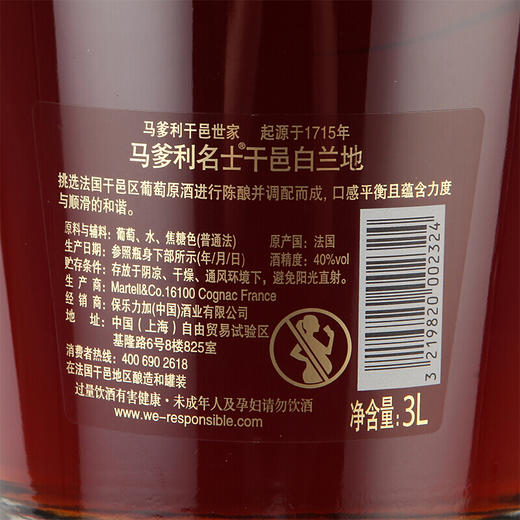 马爹利干邑世家 起源于1715年
马爹利名士®干邑白兰地
挑选法国干邑区葡萄原酒进行陈酿并调配而成，口感平衡且蕴含力度
与顺滑的和谐。
原料与辅料：葡萄、水、焦糖色(普通法) 原产国：法国
生产日期：参照瓶身下部所示(年/月/日) 酒精度：40%vol
贮存条件：存放于阴凉、干燥、通风环境下，避免阳光直射。
生产商：Martell&Co.16100 Cognac France
经销商：保乐力加(中国)酒业有限公司
地址：中国（上海）自由贸易试验区
基隆路6号8楼825室
消费者热线：400 690 2618
在法国干邑地区酿造和罐装
过量饮酒有害健康·未成年人及孕妇请勿饮酒
www.we-responsible.com
3 219820 002324
净含量：3L